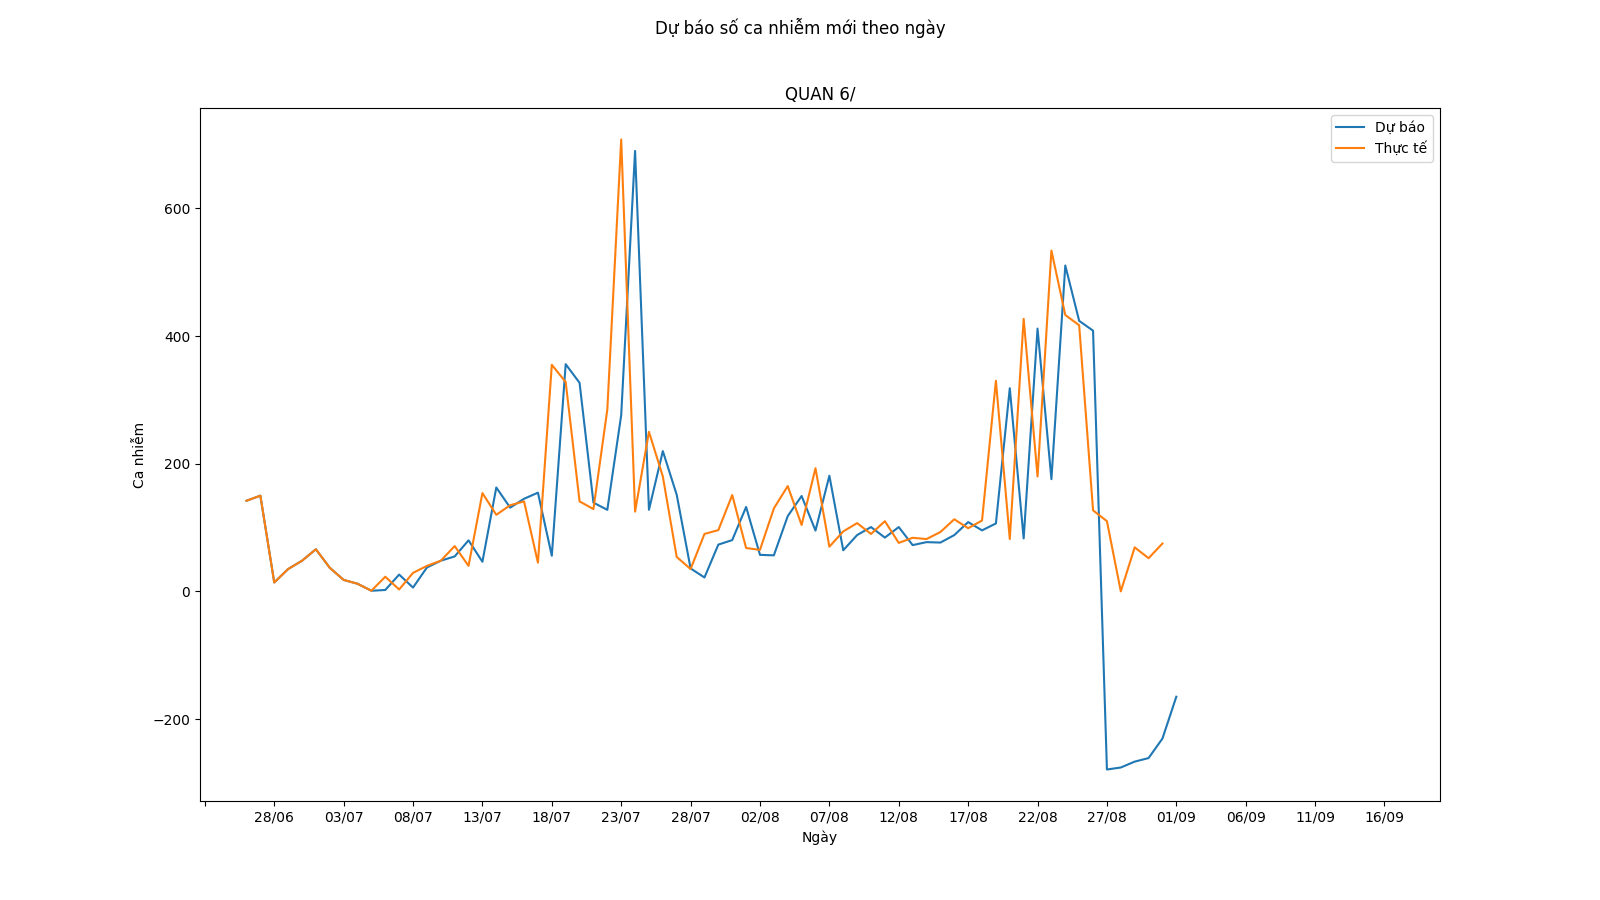 Dự báo số ca nhiễm mới theo ngày
QUAN 6/
Dự báo
Thực tế
600
400
200
0
−200
Ca nhiễm
28/06 03/07 08/07 13/07 18/07 23/07 28/07 02/08 07/08 12/08 17/08 22/08 27/08 01/09 06/09 11/09 16/09
Ngày